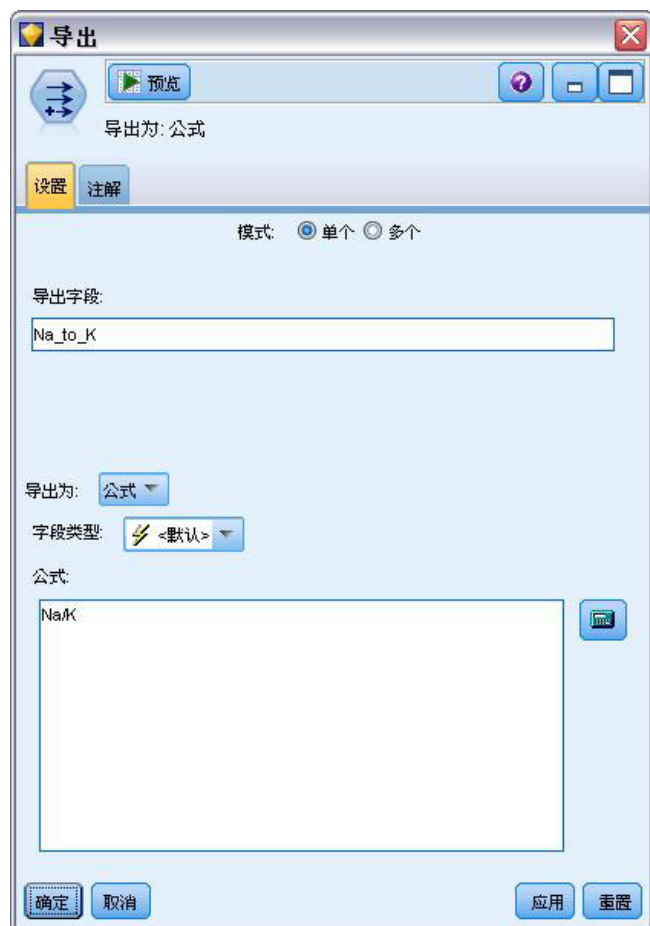 导出
预览
导出为: 公式
设置 注解
模式: 单个 多个
导出字段:
Na_to_K
导出为: 公式
字段类型: <默认>
公式:
Na/K
确定 取消 应用 重置